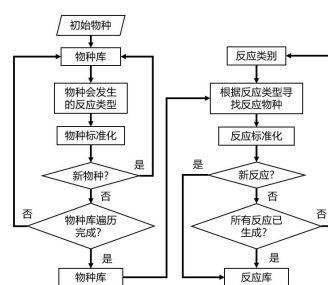 初始物种
物种库
物种会发生
的反应类型
物种标准化
新物种?
是
否
物种库遍历
完成?
否
是
物种库
反应类别
根据反应类型寻
找反应物种
反应标准化
新反应?
是
否
所有反应已
生成?
否
是
反应库